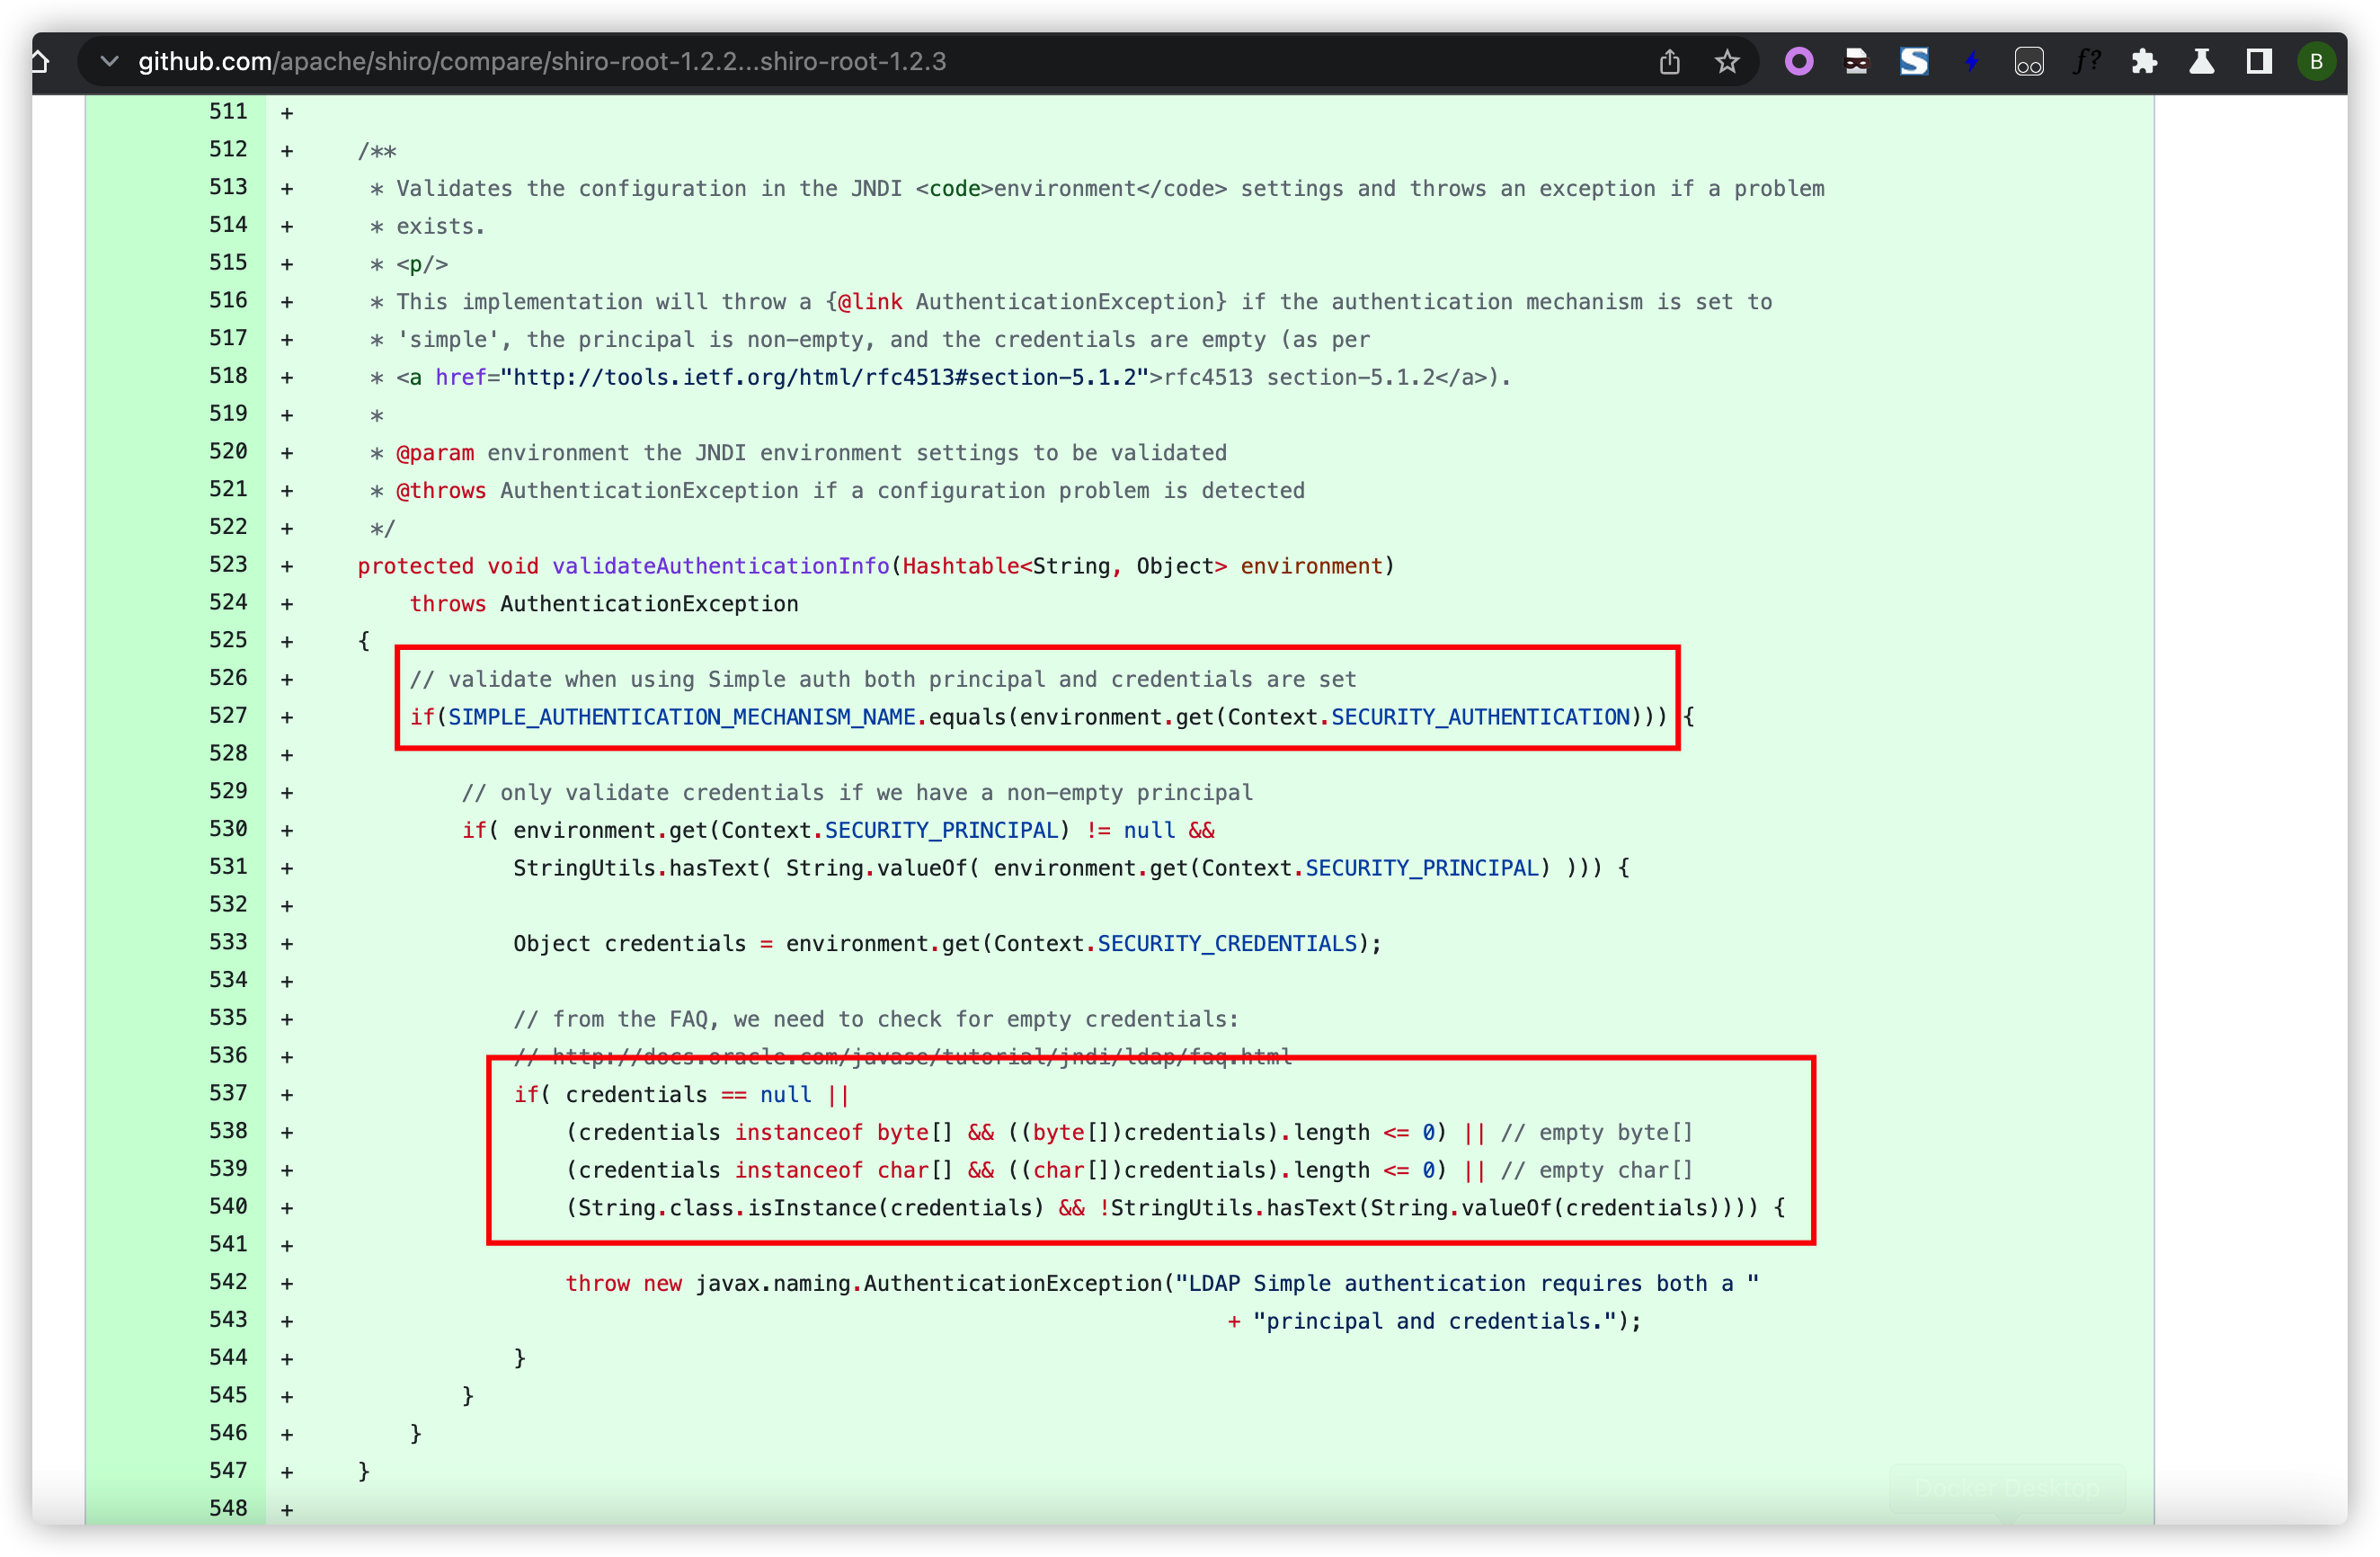 github.com/apache/shiro/compare/shiro-root-1.2.2...shiro-root-1.2.3
B
511 +
512 + /**
513 + * Validates the configuration in the JNDI <code>environment</code> settings and throws an exception if a problem
514 + * exists.
515 + * <p/>
516 + * This implementation will throw a {@link AuthenticationException} if the authentication mechanism is set to
517 + * 'simple', the principal is non-empty, and the credentials are empty (as per
518 + * <a href="http://tools.ietf.org/html/rfc4513#section-5.1.2">rfc4513 section-5.1.2</a>).
519 + *
520 + * @param environment the JNDI environment settings to be validated
521 + * @throws AuthenticationException if a configuration problem is detected
522 + */
523 + protected void validateAuthenticationInfo(Hashtable<String, Object> environment)
524 + throws AuthenticationException
525 + {
526 + // validate when using Simple auth both principal and credentials are set
527 + if(SIMPLE_AUTHENTICATION_MECHANISM_NAME.equals(environment.get(Context.SECURITY_AUTHENTICATION))) {
528 +
529 + // only validate credentials if we have a non-empty principal
530 + if( environment.get(Context.SECURITY_PRINCIPAL) != null &&
531 + StringUtils.hasText( String.valueOf( environment.get(Context.SECURITY_PRINCIPAL) ))) {
532 +
533 + Object credentials = environment.get(Context.SECURITY_CREDENTIALS);
534 +
535 + // from the FAQ, we need to check for empty credentials:
536 + // http://docs.oracle.com/javase/tutorial/jndi/ldap/faq.html
537 + if( credentials == null ||
538 + (credentials instanceof byte[] && ((byte[])credentials).length <= 0) || // empty byte[]
539 + (credentials instanceof char[] && ((char[])credentials).length <= 0) || // empty char[]
540 + (String.class.isInstance(credentials) && !StringUtils.hasText(String.valueOf(credentials)))) {
541 +
542 + throw new javax.naming.AuthenticationException("LDAP Simple authentication requires both a "
543 + + "principal and credentials.");
544 + }
545 + }
546 + }
547 + }
Docker Desktop
548 +